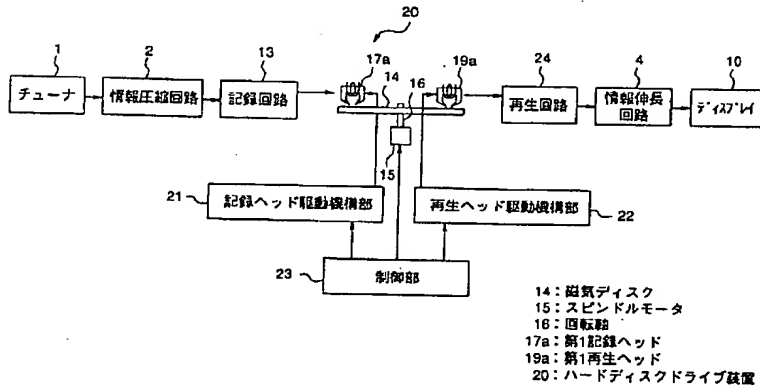 20
1
2
13
17a
14
16
19a
24
4
10
チューナ
情報圧縮回路
記録回路
再生回路
情報伸長
回路
ディスプレイ
15
21
記録ヘッド駆動機構部
再生ヘッド駆動機構部
22
23
制御部
14:磁気ディスク
15:スピンドルモータ
16:回転軸
17a:第1記録ヘッド
19a:第1再生ヘッド
20:ハードディスクドライブ装置